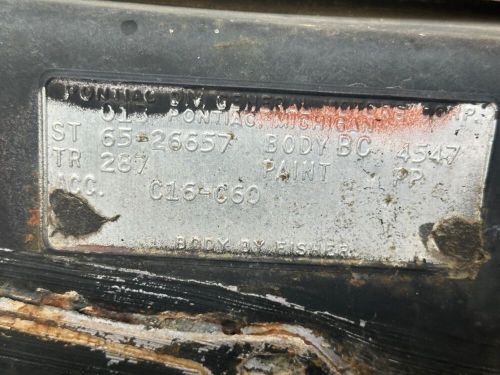 PONTIAC DIV GENERAL MOTORS CORP.
01B PONTIAC, MICHIGAN
ST 65-26657 BODY BC 4547
TR 287 PAINT PP
ACC. C16-C60
BODY BY FISHER